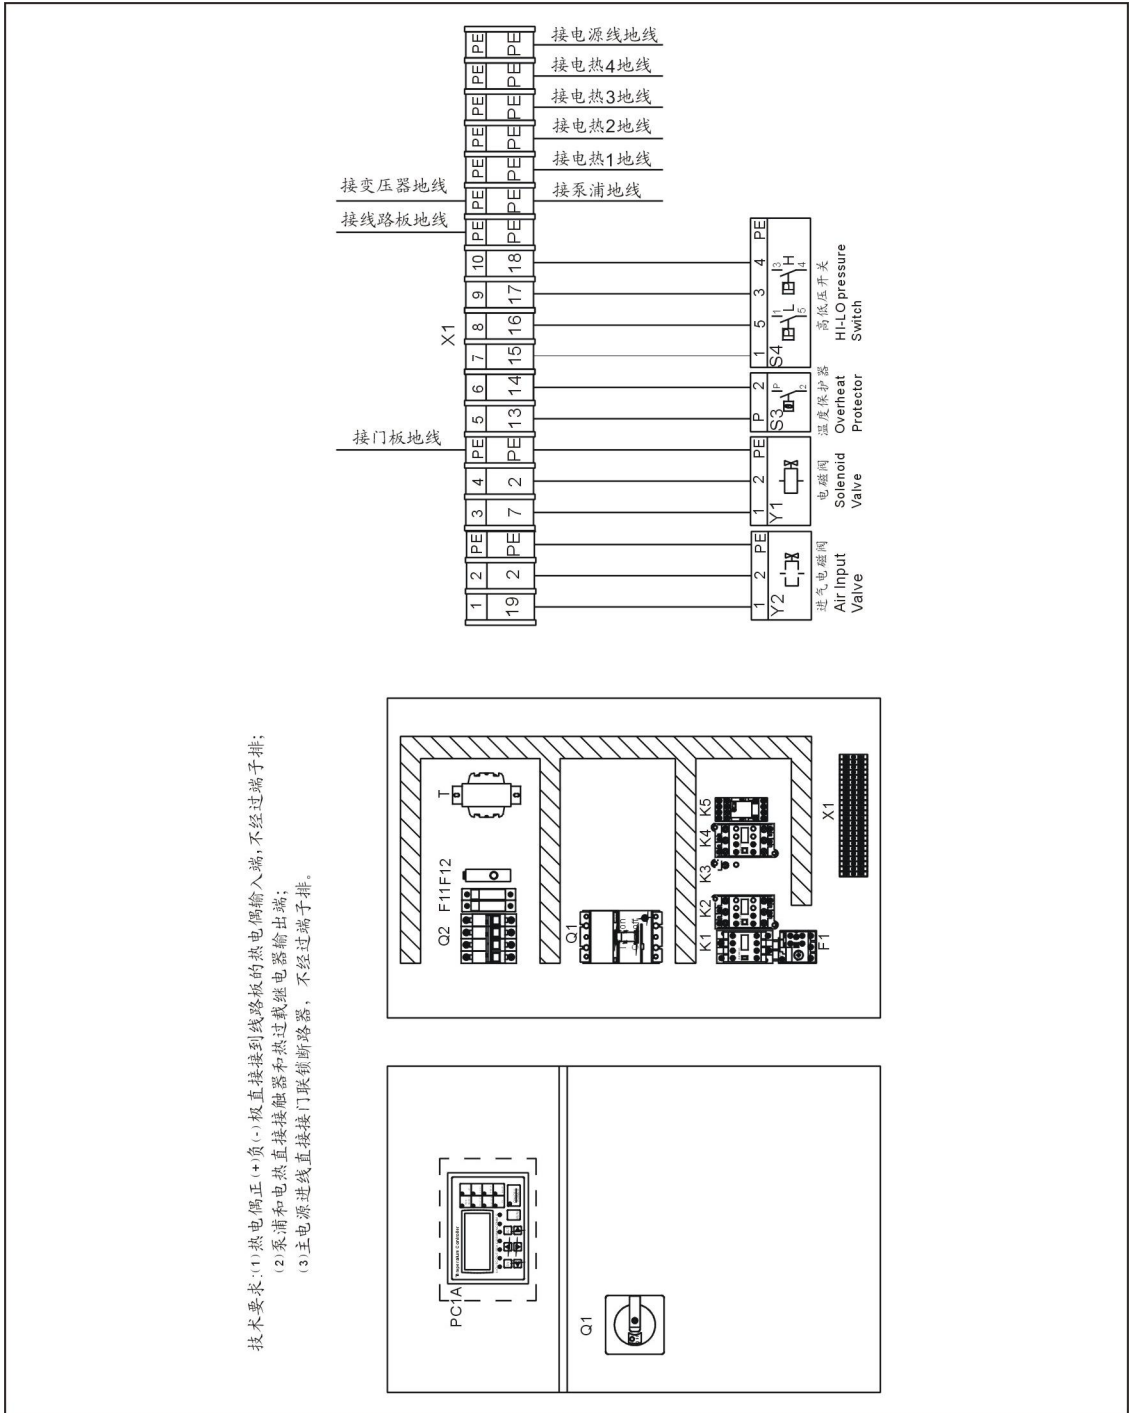 PE PE 接电源线地线
PE PE 接电热4地线
PE PE 接电热3地线
PE PE 接电热2地线
PE PE 接电热1地线
接变压器地线 PE PE 接泵浦地线
接线路板地线 PE PE
10 18
9 17
8 16
7 15
6 14
5 13
接门板地线 PE PE
4 2
3 7
PE PE
2 2
1 19
X1
1 5 3 4 PE
S4 1 L 5 3 H 4
高低压开关
HI-LO pressure
Switch
P 2
S3 P 2
温度保护器
Overheat
Protector
1 2 PE
Y1
电磁阀
Solenoid
Valve
1 2 PE
Y2
进气电磁阀
Air Input
Valve
技术要求:(1)热电偶正(+)负(-)极直接接到线路板的热电偶输入端,不经过端子排;
(2)泵浦和电热直接接触器和热过载继电器输出端;
(3)主电源进线直接接门联锁断路器，不经过端子排。
Q2 F11F12 T
Q1
K1 K2 K3 K4 K5
F1
X1
PC1A
Temperature Controller
Q1